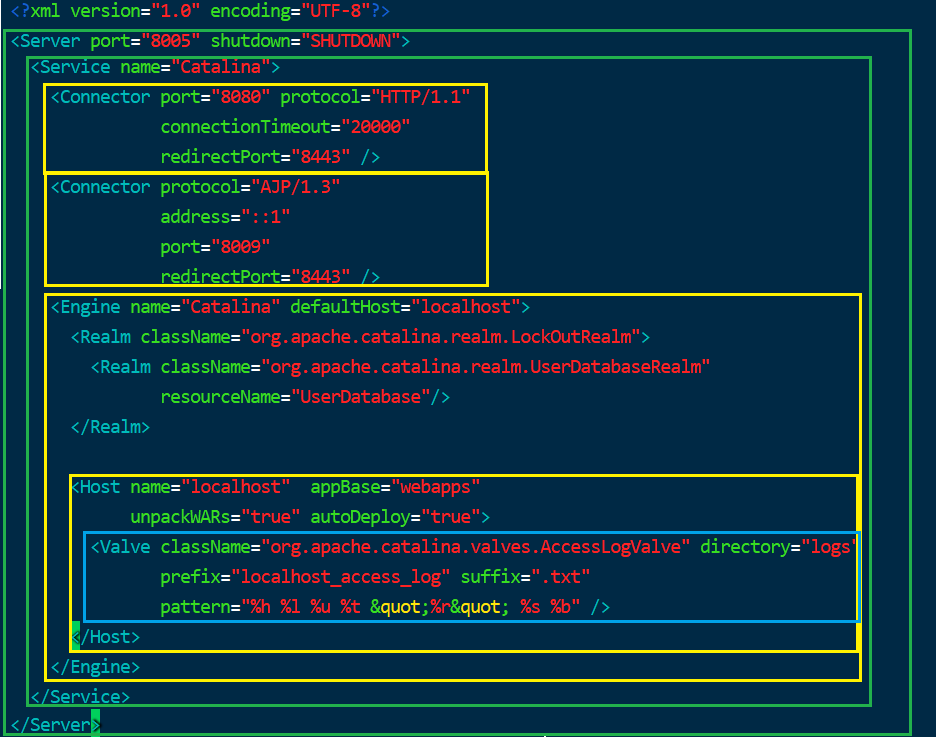 <?xml version="1.0" encoding="UTF-8"?>
<Server port="8005" shutdown="SHUTDOWN">
<Service name="Catalina">
<Connector port="8080" protocol="HTTP/1.1"
connectionTimeout="20000"
redirectPort="8443" />
<Connector protocol="AJP/1.3"
address="::1"
port="8009"
redirectPort="8443" />
<Engine name="Catalina" defaultHost="localhost">
<Realm className="org.apache.catalina.realm.LockOutRealm">
<Realm className="org.apache.catalina.realm.UserDatabaseRealm"
resourceName="UserDatabase"/>
</Realm>
<Host name="localhost"  appBase="webapps"
unpackWARs="true" autoDeploy="true">
<Valve className="org.apache.catalina.valves.AccessLogValve" directory="logs"
prefix="localhost_access_log" suffix=".txt"
pattern="%h %l %u %t &quot;%r&quot; %s %b" />
</Host>
</Engine>
</Service>
</Server>